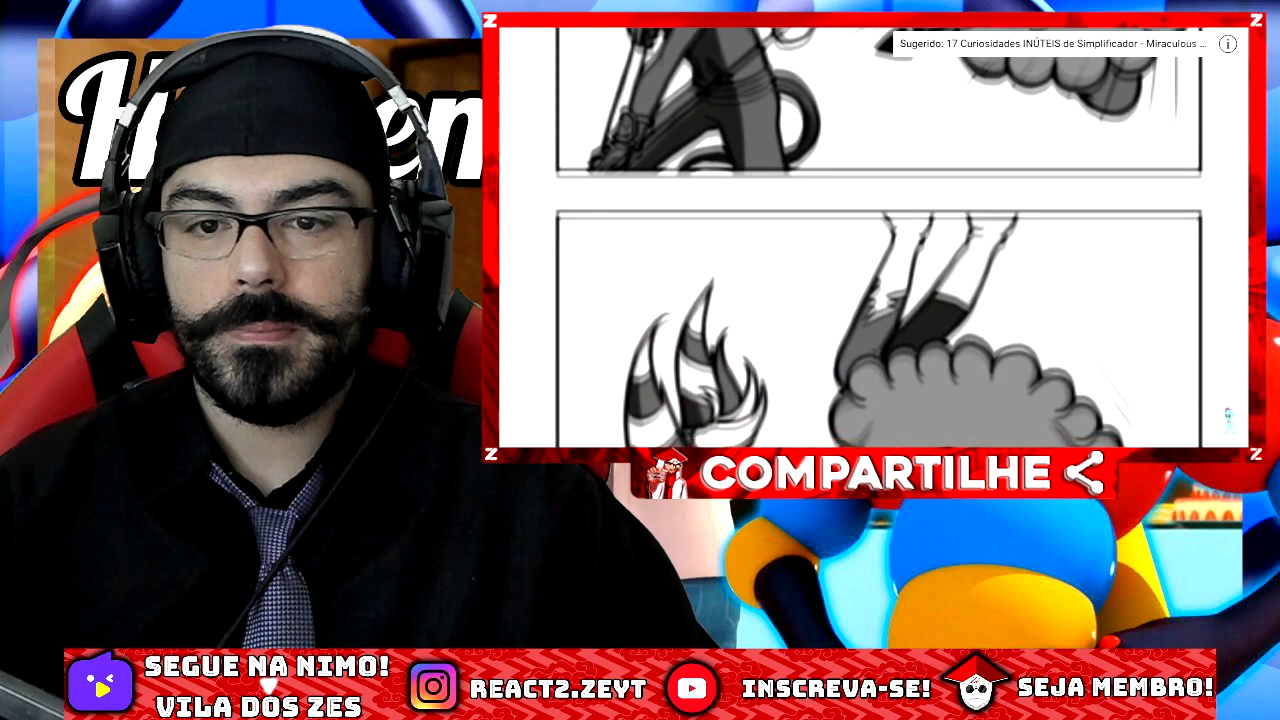 Z
Z
Sugerido: 17 Curiosidades INÚTEIS de Simplificador - Miraculous ...
Z
Z
COMPARTILHE
SEGUE NA NIMO!
VILA DOS ZES
REACT2.ZEYT
INSCREVA-SE!
SEJA MEMBRO!